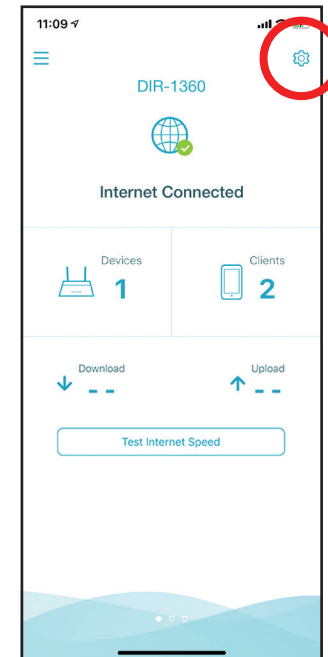 11:09
DIR-1360
Internet Connected
Devices
1
Clients
2
Download
- -
Upload
- -
Test Internet Speed